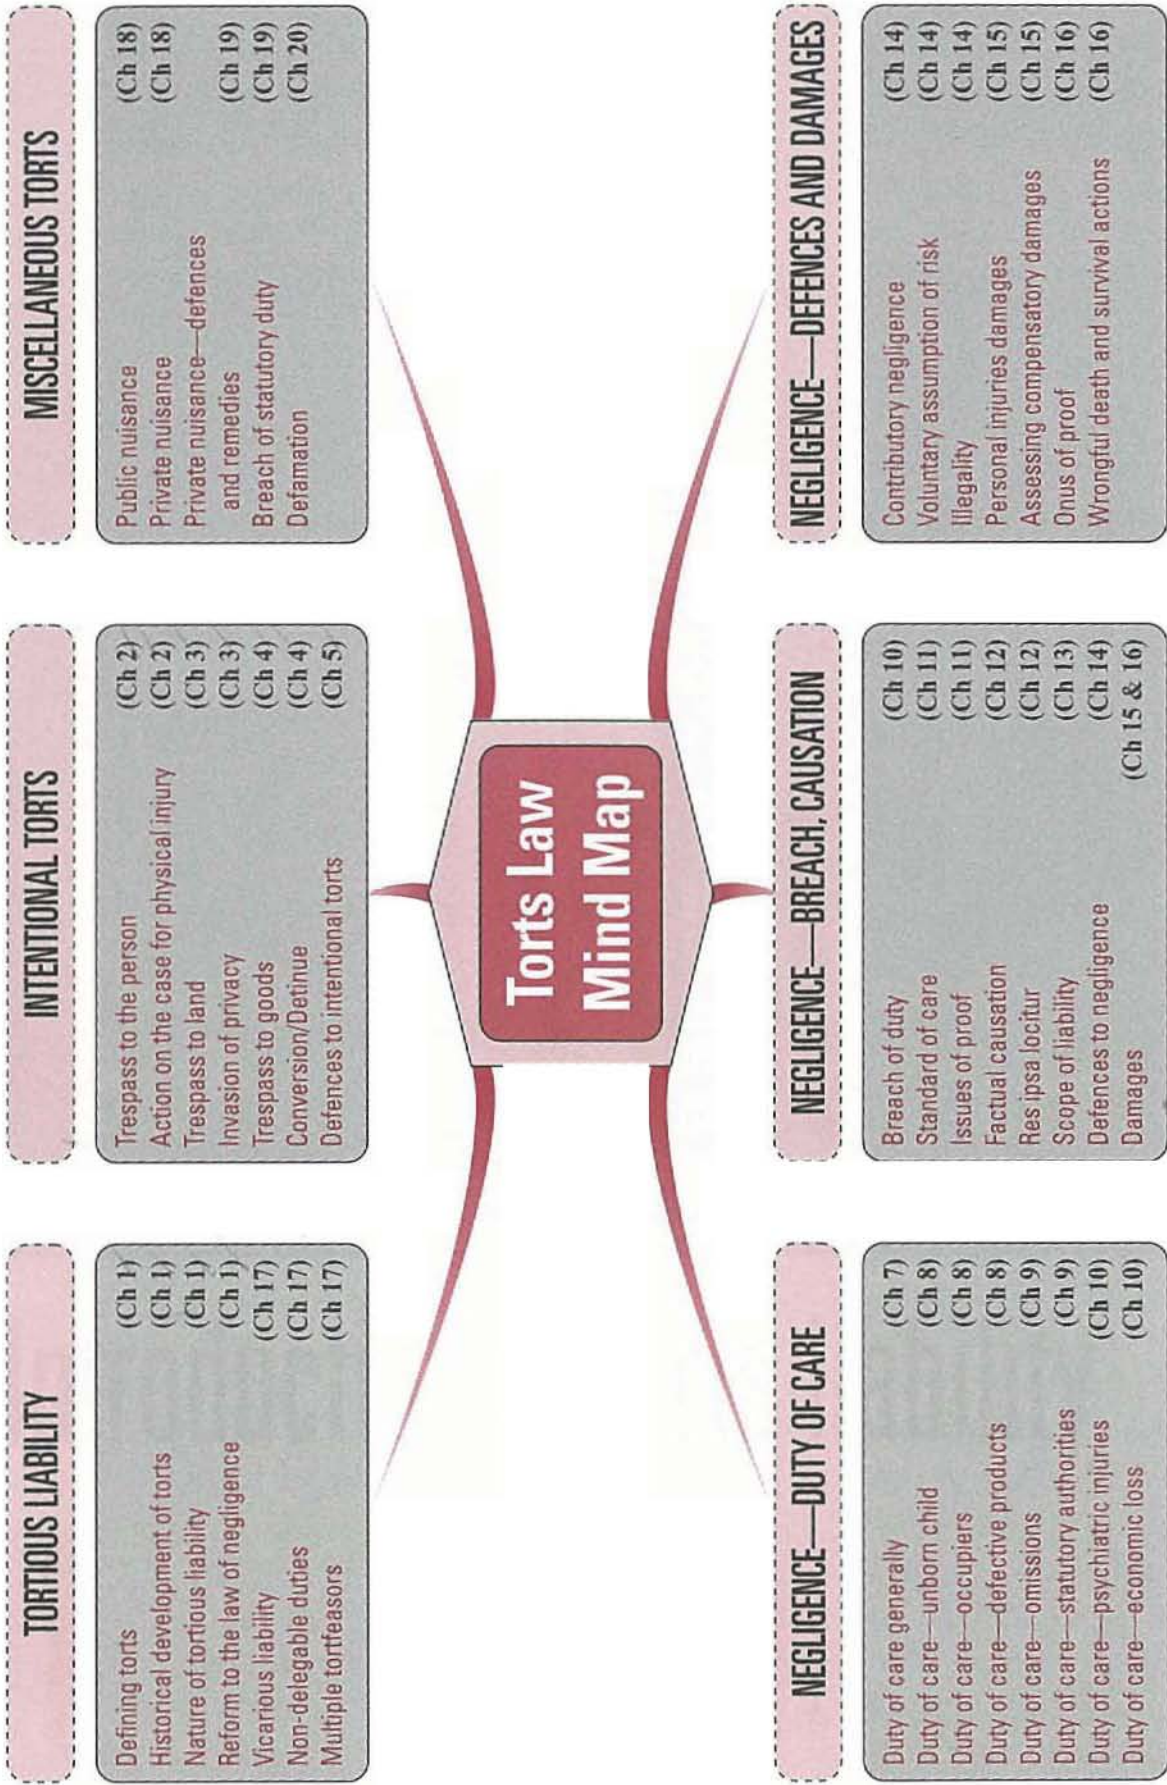 TORTIOUS LIABILITY
Defining torts (Ch 1)
Historical development of torts (Ch 1)
Nature of tortious liability (Ch 1)
Reform to the law of negligence (Ch 1)
Vicarious liability (Ch 17)
Non-delegable duties (Ch 17)
Multiple tortfeasors (Ch 17)
INTENTIONAL TORTS
Trespass to the person (Ch 2)
Action on the case for physical injury (Ch 2)
Trespass to land (Ch 3)
Invasion of privacy (Ch 3)
Trespass to goods (Ch 4)
Conversion/Detinue (Ch 4)
Defences to intentional torts (Ch 5)
MISCELLANEOUS TORTS
Public nuisance (Ch 18)
Private nuisance (Ch 18)
Private nuisance—defences
and remedies (Ch 19)
Breach of statutory duty (Ch 19)
Defamation (Ch 20)
Torts Law
Mind Map
NEGLIGENCE—DUTY OF CARE
Duty of care generally (Ch 7)
Duty of care—unborn child (Ch 8)
Duty of care—occupiers (Ch 8)
Duty of care—defective products (Ch 8)
Duty of care—omissions (Ch 9)
Duty of care—statutory authorities (Ch 9)
Duty of care—psychiatric injuries (Ch 10)
Duty of care—economic loss (Ch 10)
NEGLIGENCE—BREACH, CAUSATION
Breach of duty (Ch 10)
Standard of care (Ch 11)
Issues of proof (Ch 11)
Factual causation (Ch 12)
Res ipsa locitur (Ch 12)
Scope of liability (Ch 13)
Defences to negligence (Ch 14)
Damages (Ch 15 & 16)
NEGLIGENCE—DEFENCES AND DAMAGES
Contributory negligence (Ch 14)
Voluntary assumption of risk (Ch 14)
Illegality (Ch 14)
Personal injuries damages (Ch 15)
Assessing compensatory damages (Ch 15)
Onus of proof (Ch 16)
Wrongful death and survival actions (Ch 16)